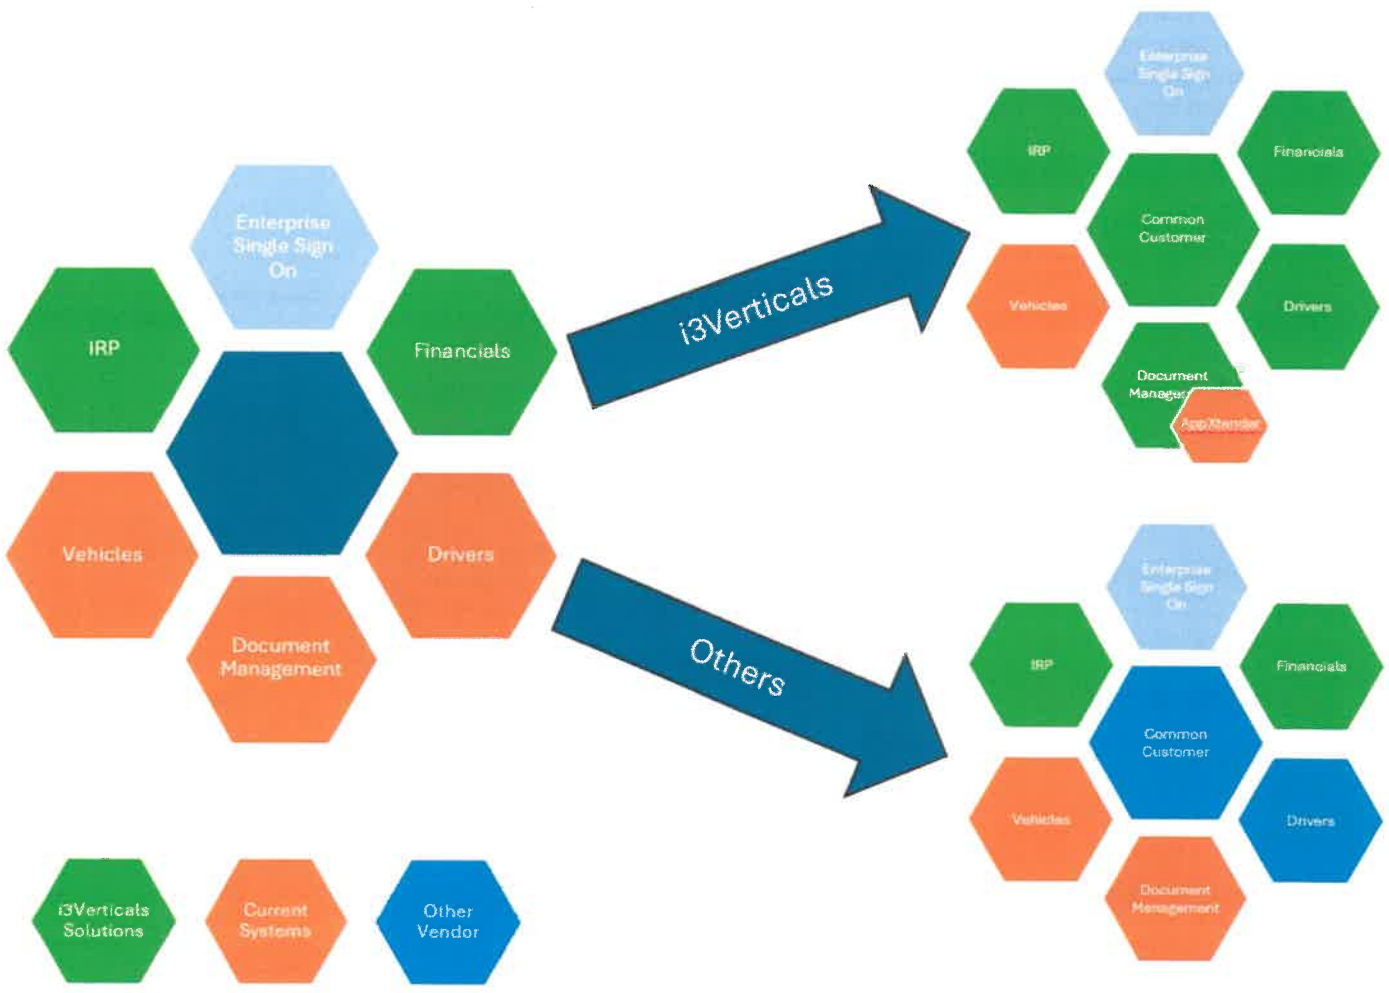 Enterprise
Single Sign
On
IRP
Financials
Vehicles
Drivers
Document
Management
i3Verticals
Others
Enterprise
Single Sign
On
IRP
Financials
Common
Customer
Vehicles
Drivers
Document
AppXtender
Enterprise
Single Sign
On
IRP
Financials
Common
Customer
Vehicles
Drivers
Document
Management
i3Verticals
Solutions
Current
Systems
Other
Vendor